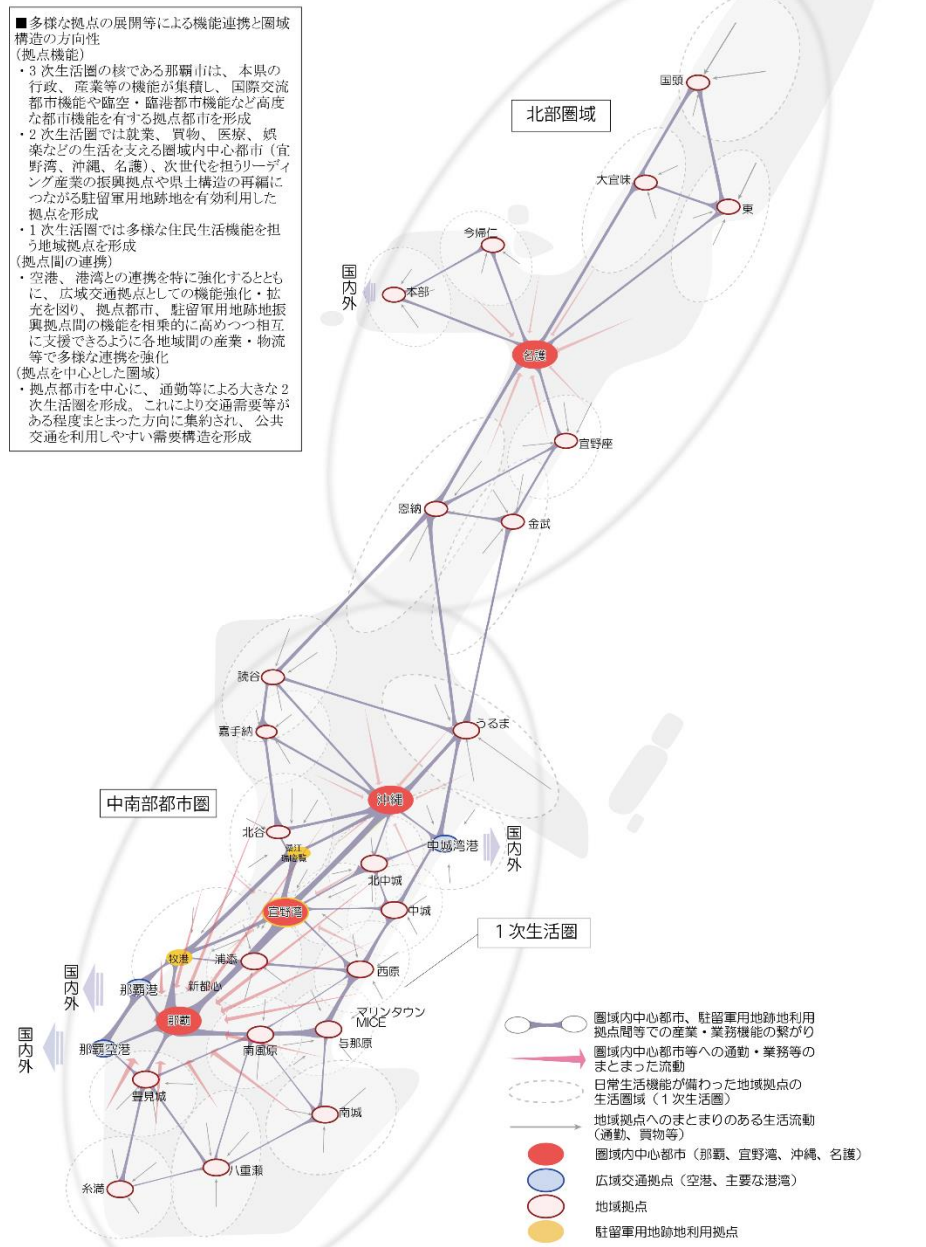 ■多様な拠点の展開等による機能連携と圏域
構造の方向性
(拠点機能)
・3次生活圏の核である那覇市は、本県の
行政、産業等の機能が集積し、国際交流
都市機能や臨空・臨港都市機能など高度
な都市機能を有する拠点都市を形成
・2次生活圏では就業、買物、医療、娯
楽などの生活を支える圏域内中心都市(宜
野湾、沖縄、名護)、次世代を担うリーディ
ング産業の振興拠点や県土構造の再編に
つながる駐留軍用地跡地を有効利用した
拠点を形成
・1次生活圏では多様な住民生活機能を担
う地域拠点を形成
(拠点間の連携)
・空港、港湾との連携を特に強化するととも
に、広域交通拠点としての機能強化・拡
充を図り、拠点都市、駐留軍用地跡地振
興拠点間の機能を相乗的に高めつつ相互
に支援できるように各地域間の産業・物流
等で多様な連携を強化
(拠点を中心とした圏域)
・拠点都市を中心に、通勤等による大きな2
次生活圏を形成。これにより交通需要等が
ある程度まとまった方向に集約され、公共
交通を利用しやすい需要構造を形成
北部圏域
国頭
大宜味
東
今帰仁
国内外
本部
名護
宜野座
恩納
金武
読谷
うるま
嘉手納
中南部都市圏
沖縄
北谷
中城湾港
国内外
北中城
宜野湾
中城
1次生活圏
牧港
浦添
西原
国内外
那覇港
新都心
マリンタウン
MICE
那覇
与那原
国内外
那覇空港
南風原
豊見城
南城
八重瀬
糸満
圏域内中心都市、駐留軍用地跡地利用
拠点間等での産業・業務機能の繋がり
圏域内中心都市等への通勤・業務等の
まとまった流動
日常生活機能が備わった地域拠点の
生活圏域(1次生活圏)
地域拠点へのまとまりのある生活流動
(通勤、買物等)
圏域内中心都市(那覇、宜野湾、沖縄、名護)
広域交通拠点(空港、主要な港湾)
地域拠点
駐留軍用地跡地利用拠点